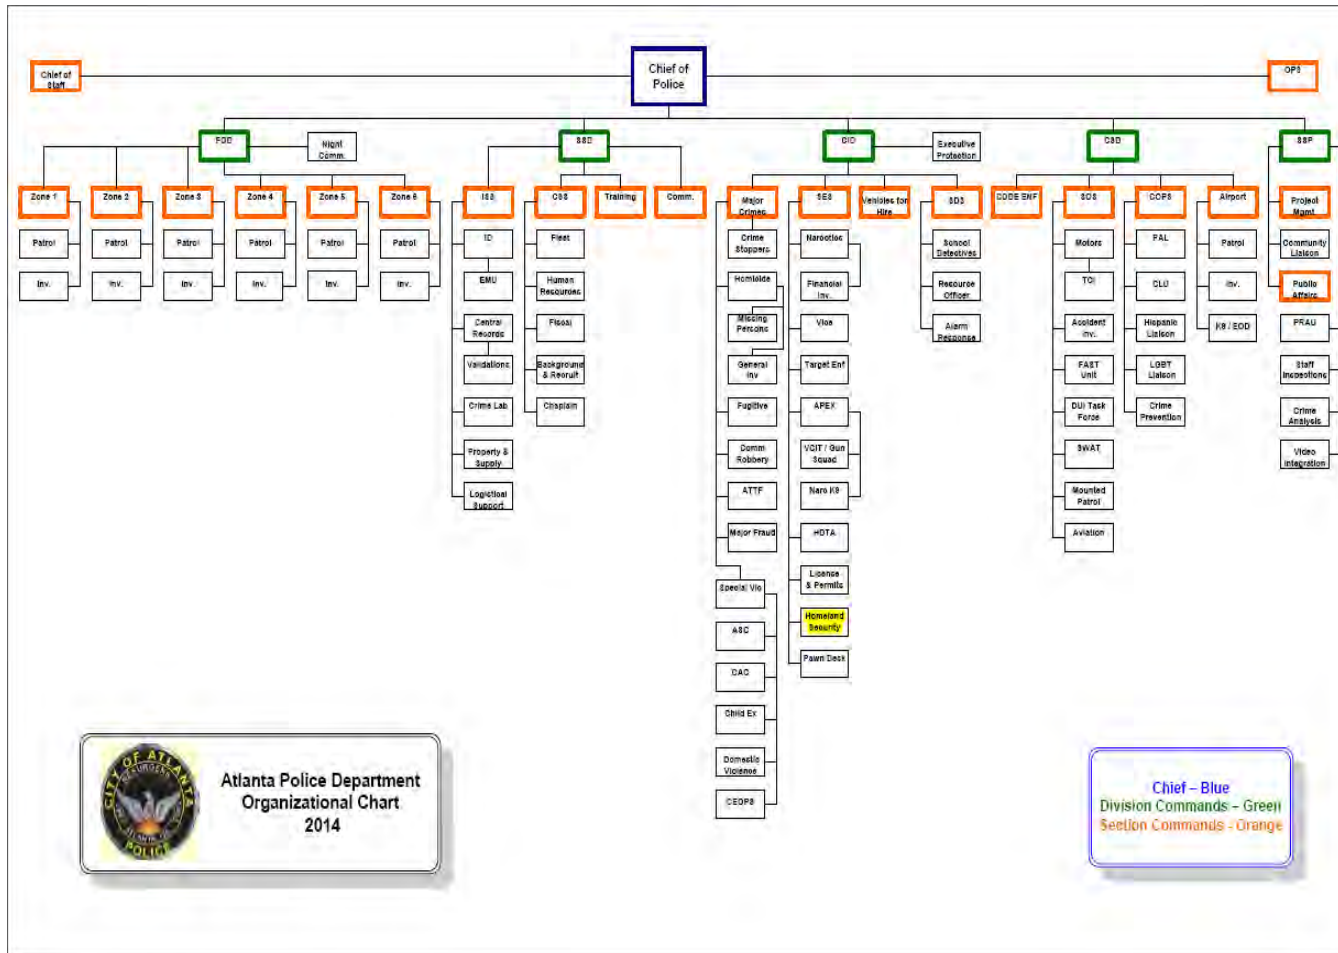 Chief of
Staff
Chief of
Police
OPS
FOD
Night
Comm.
SSD
CID
Executive
Protection
CSD
SSP
Zone 1
Zone 2
Zone 3
Zone 4
Zone 5
Zone 6
ISS
CSS
Training
Comm.
Major
Crimes
SES
Vehicles for
Hire
SDS
CODE ENF
SOS
COPS
Airport
Project
Mgmt.
Patrol
Patrol
Patrol
Patrol
Patrol
Patrol
Inv.
Inv.
Inv.
Inv.
Inv.
Inv.
ID
EMU
Central
Records
Validations
Crime Lab
Property &
Supply
Logistical
Support
Fleet
Human
Resources
Fiscal
Background
& Recruit
Chaplain
Crime
Stoppers
Homicide
Missing
Persons
General
Inv
Fugitive
Comm
Robbery
ATTF
Major Fraud
Special Vic
ASC
CAC
Child Ex
Domestic
Violence
CEOPS
Narcotics
Financial
Inv.
Vice
Target Enf
APEX
VCIT / Gun
Squad
Narc K9
HDTA
License
& Permits
Homeland
Security
Pawn Desk
School
Detectives
Resource
Officer
Alarm
Response
Motors
TCI
Accident
Inv.
FAST
Unit
DUI Task
Force
SWAT
Mounted
Patrol
Aviation
PAL
CLU
Hispanic
Liaison
LGBT
Liaison
Crime
Prevention
Patrol
Inv.
K9 / EOD
Community
Liaison
Public
Affairs
PRAU
Staff
Inspections
Crime
Analysis
Video
Integration
CITY OF ATLANTA
RESURGENS
ATLANTA, GA.
POLICE
Atlanta Police Department
Organizational Chart
2014
Chief – Blue
Division Commands – Green
Section Commands - Orange